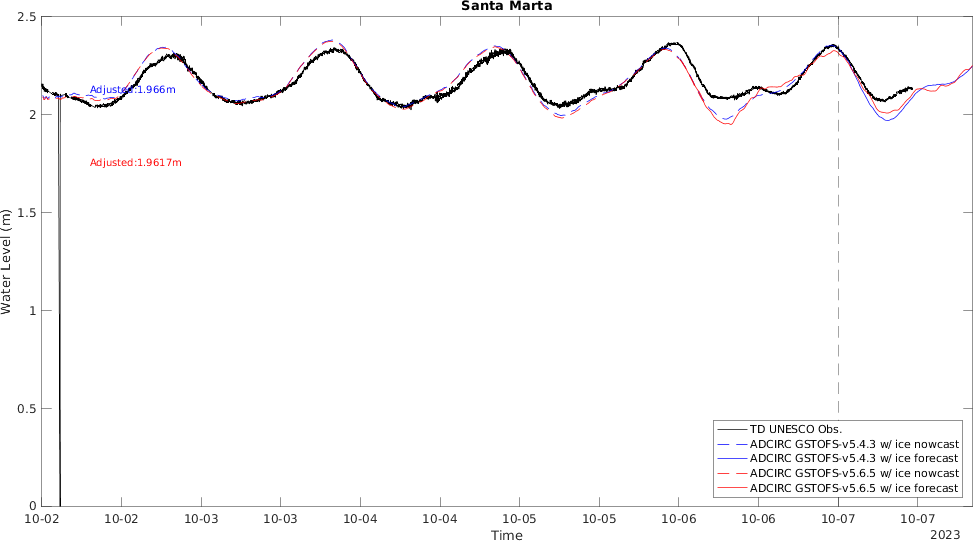 Santa Marta
2.5
2
1.5
1
0.5
0
Water Level (m)
Adjusted:1.966m
Adjusted:1.9617m
TD UNESCO Obs.
ADCIRC GSTOFS-v5.4.3 w/ ice nowcast
ADCIRC GSTOFS-v5.4.3 w/ ice forecast
ADCIRC GSTOFS-v5.6.5 w/ ice nowcast
ADCIRC GSTOFS-v5.6.5 w/ ice forecast
10-02 10-02 10-03 10-03 10-04 10-04 10-05 10-05 10-06 10-06 10-07 10-07
Time
2023